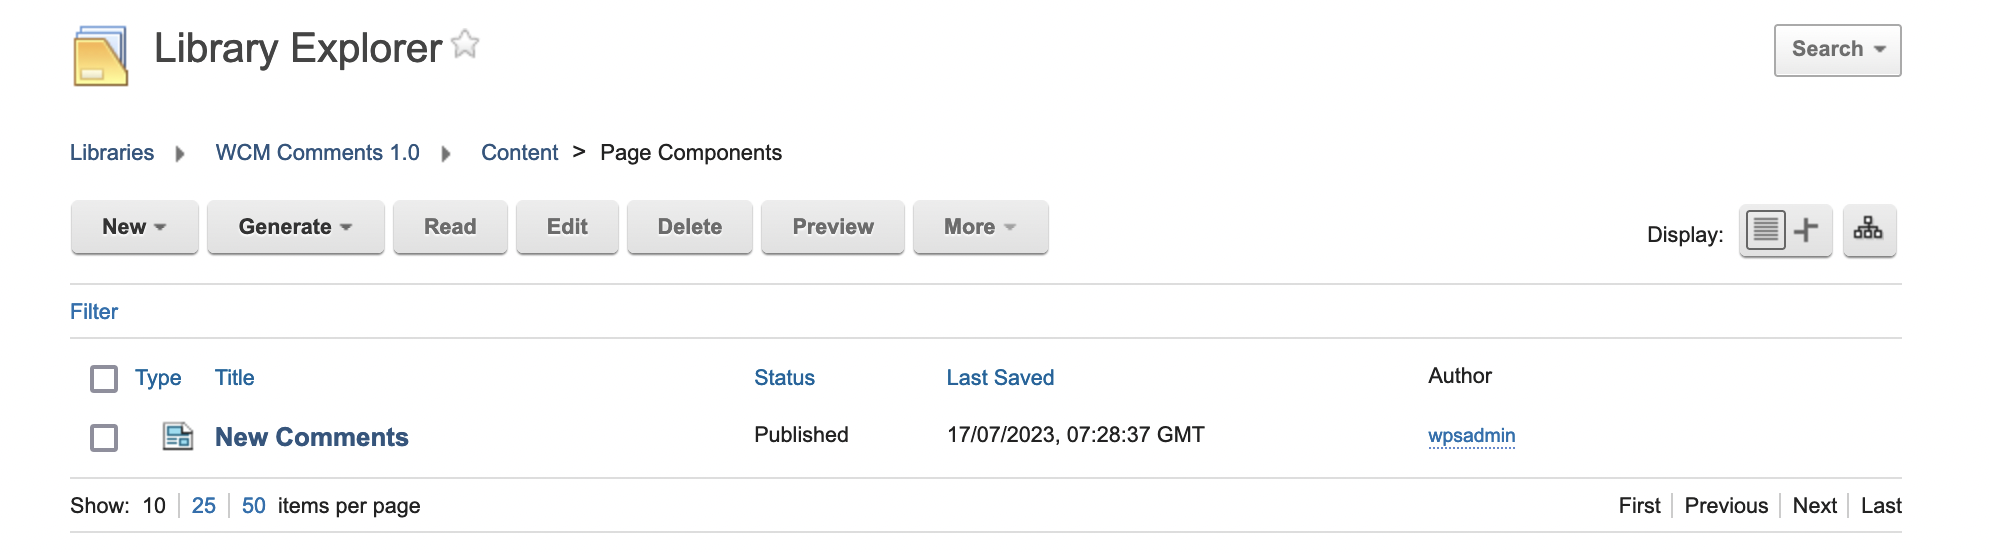 Library Explorer
Search
Libraries WCM Comments 1.0 Content > Page Components
New Generate Read Edit Delete Preview More Display:
Filter
Type Title Status Last Saved Author
New Comments Published 17/07/2023, 07:28:37 GMT wpsadmin
Show: 10 25 50 items per page First Previous Next Last